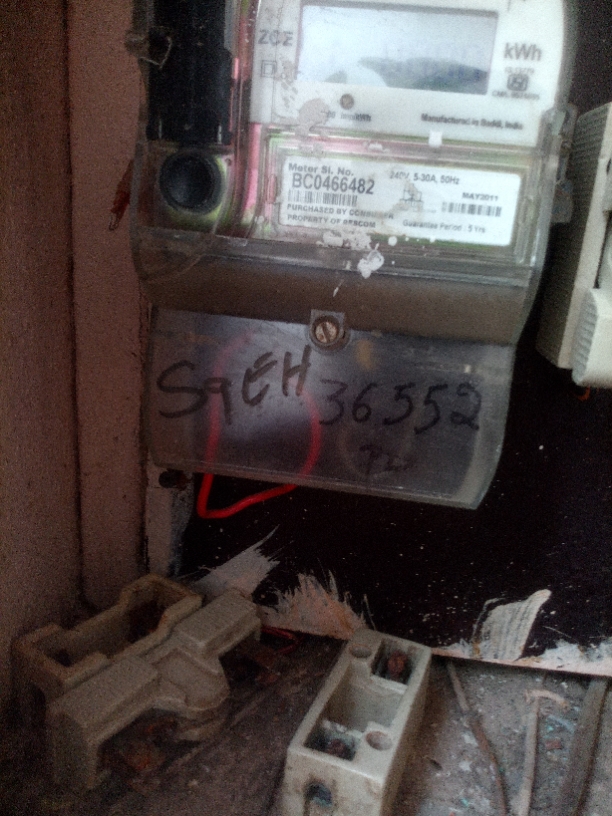 kWh
Manufactured by
Meter Sl. No.
BC0466482
240V, 5-30A, 50Hz
MAY2011
PURCHASED BY CONSUMER
PROPERTY OF BESCOM
Guarantee Period : 5 Yrs
SqEH 36552